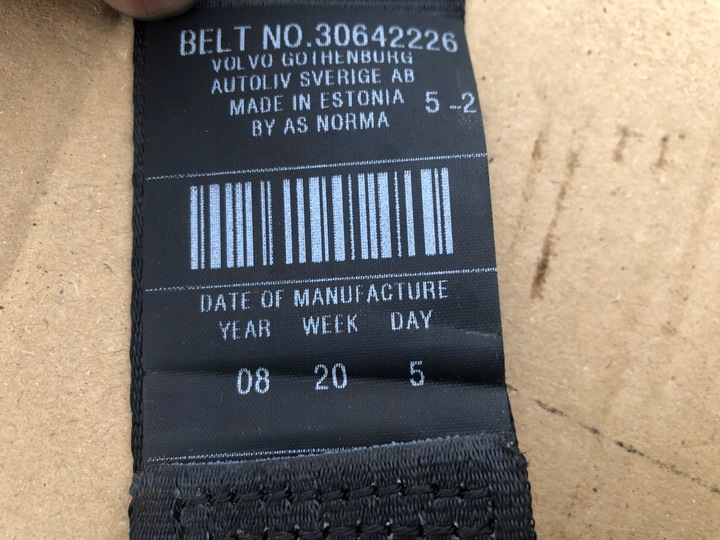 BELT NO.30642226
VOLVO GOTHENBURG
AUTOLIV SVERIGE AB
MADE IN ESTONIA 5-2
BY AS NORMA
DATE OF MANUFACTURE
YEAR WEEK DAY
08 20 5